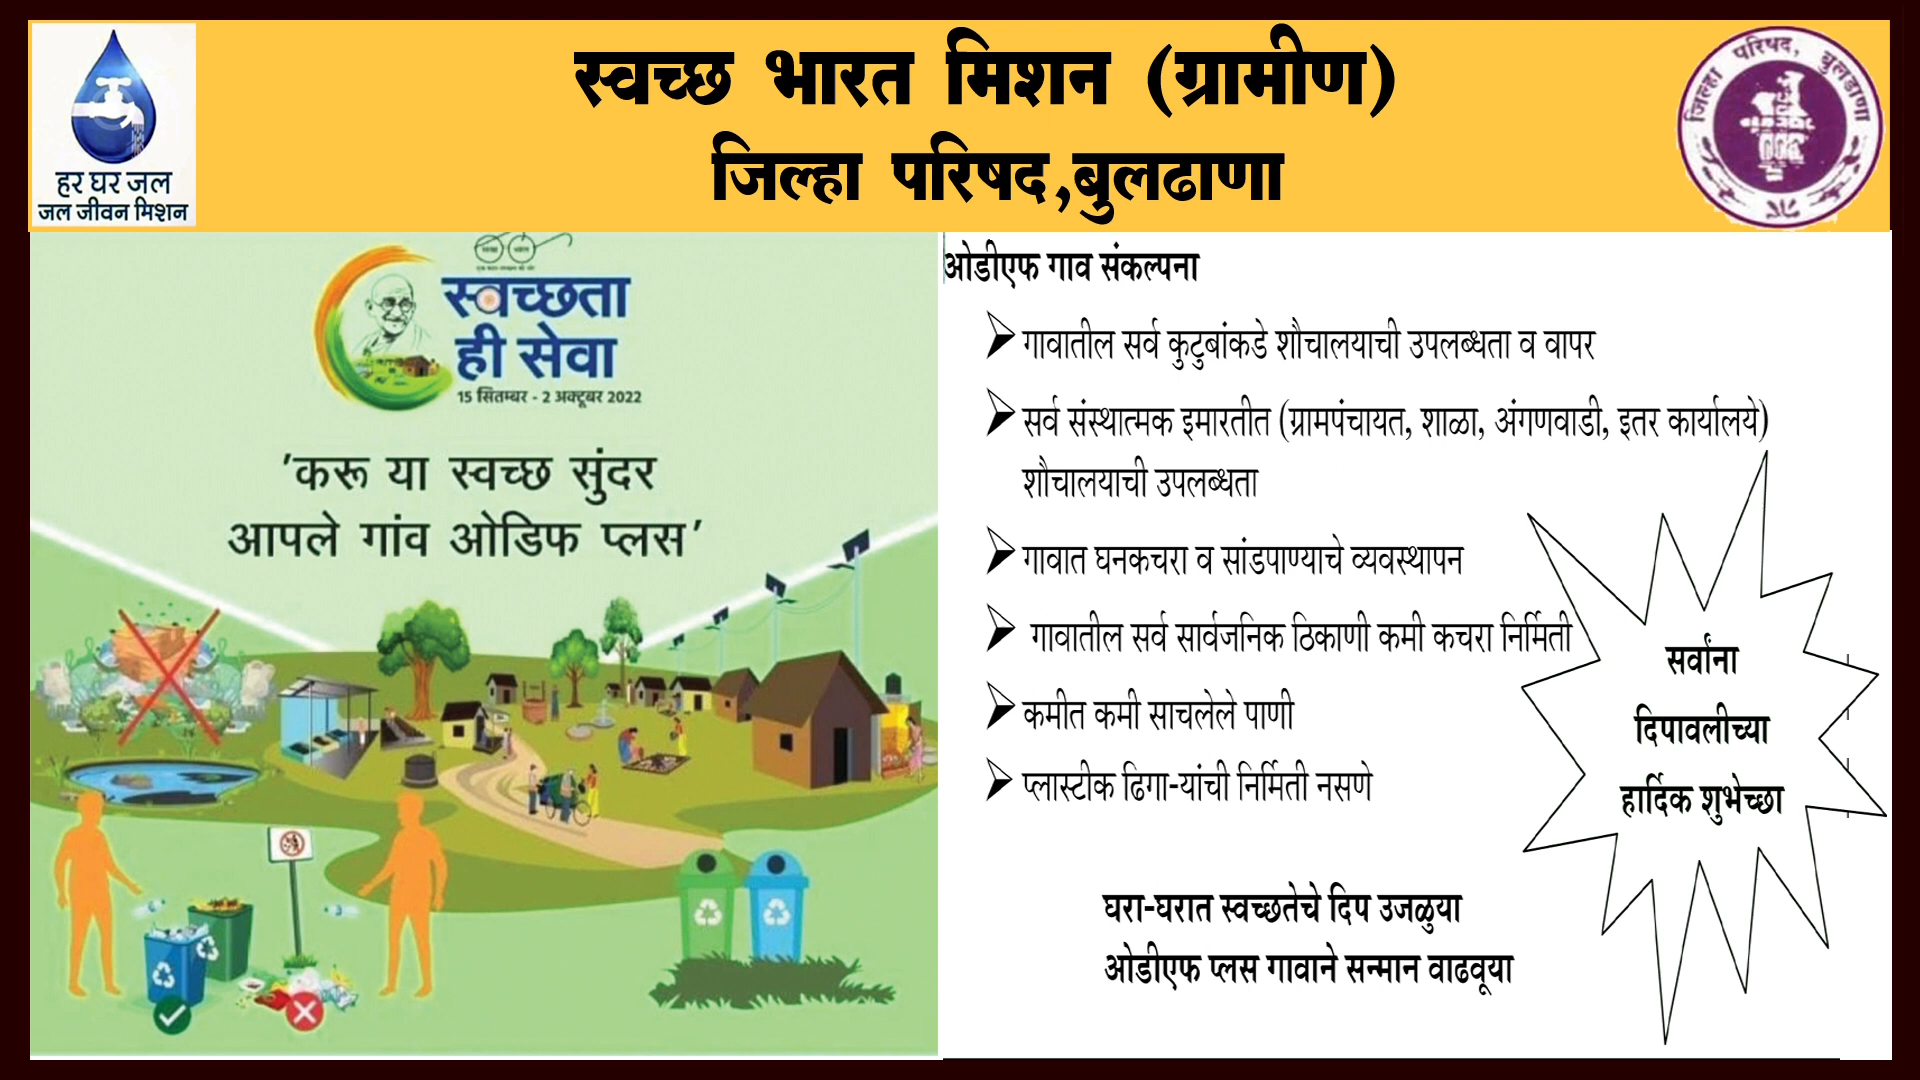 स्वच्छ भारत मिशन (ग्रामीण)
जिल्हा परिषद,बुलढाणा
हर घर जल
जल जीवन मिशन
जिल्हा परिषद, बुलडाणा
स्वच्छता
ही सेवा
15 सितम्बर - 2 अक्टूबर 2022
'करू या स्वच्छ सुंदर
आपले गांव ओडिफ प्लस'
ओडीएफ गाव संकल्पना
गावातील सर्व कुटुबांकडे शौचालयाची उपलब्धता व वापर
सर्व संस्थात्मक इमारतीत (ग्रामपंचायत, शाळा, अंगणवाडी, इतर कार्यालये)
शौचालयाची उपलब्धता
गावात घनकचरा व सांडपाण्याचे व्यवस्थापन
गावातील सर्व सार्वजनिक ठिकाणी कमी कचरा निर्मिती
कमीत कमी साचलेले पाणी
प्लास्टीक ढिगा-यांची निर्मिती नसणे
सर्वांना
दिपावलीच्या
हार्दिक शुभेच्छा
घरा-घरात स्वच्छतेचे दिप उजळुया
ओडीएफ प्लस गावाने सन्मान वाढवूया